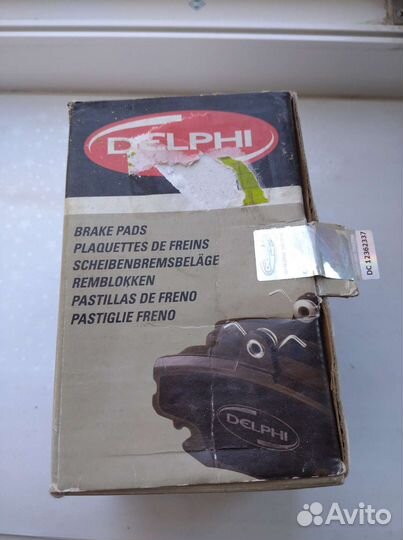 DELPHI
BRAKE PADS
PLAQUETTES DE FREINS
SCHEIBENBREMSBELÄGE
REMBLOKKEN
PASTILLAS DE FRENO
PASTIGLIE FRENO
DC 12362337
DELPHI
Avito